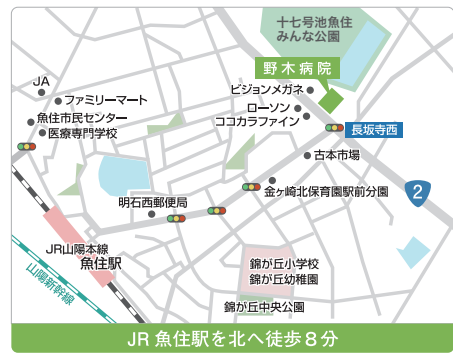 十七号池魚住
みんな公園
野木病院
JA
ファミリーマート
魚住市民センター
医療専門学校
ビジョンメガネ
ローソン
ココカラファイン
長坂寺西
古本市場
金ヶ崎北保育園駅前分園
2
明石西郵便局
JR山陽本線
魚住駅
山陽新幹線
錦が丘小学校
錦が丘幼稚園
錦が丘中央公園
JR 魚住駅を北へ徒歩8分